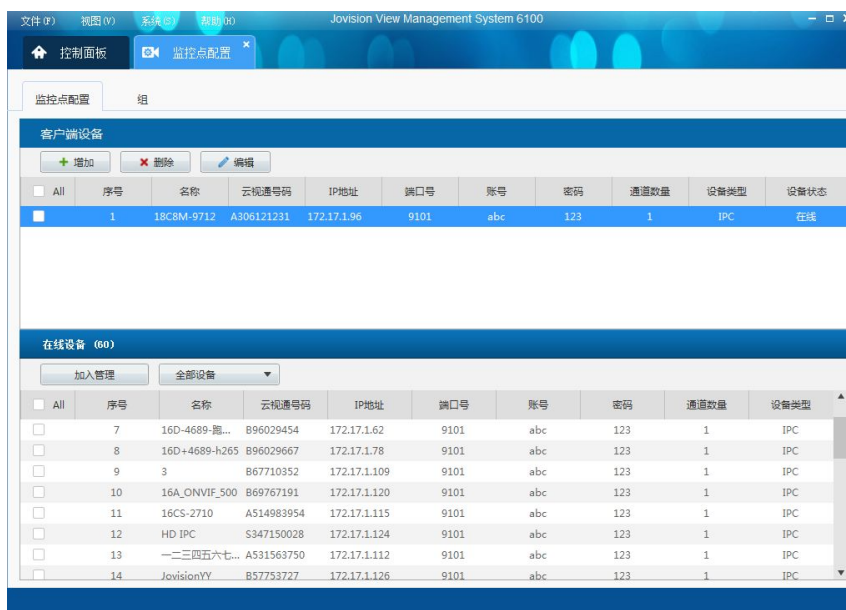 文件(F) 视图(V) 系统(S) 帮助(H) Jovision View Management System 6100
控制面板 监控点配置
监控点配置 组
客户端设备
增加 删除 编辑
All 序号 名称 云视通号码 IP地址 端口号 账号 密码 通道数量 设备类型 设备状态
1 18C8M-9712 A306121231 172.17.1.96 9101 abc 123 1 IPC 在线
在线设备 (60)
加入管理 全部设备
All 序号 名称 云视通号码 IP地址 端口号 账号 密码 通道数量 设备类型
7 16D-4689-跑... B96029454 172.17.1.62 9101 abc 123 1 IPC
8 16D+4689-h265 B96029667 172.17.1.78 9101 abc 123 1 IPC
9 3 B67710352 172.17.1.109 9101 abc 123 1 IPC
10 16A_ONVIF_500 B69767191 172.17.1.120 9101 abc 123 1 IPC
11 16CS-2710 A514983954 172.17.1.115 9101 abc 123 1 IPC
12 HD IPC S347150028 172.17.1.124 9101 abc 123 1 IPC
13 一二三四五六七... A531563750 172.17.1.112 9101 abc 123 1 IPC
14 JovisionYY B57753727 172.17.1.126 9101 abc 123 1 IPC